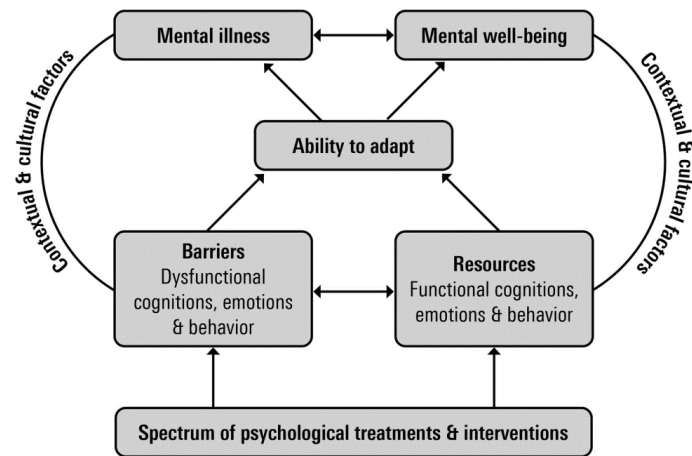 Mental illness
Mental well-being
Contextual & cultural factors
Contextual & cultural factors
Ability to adapt
Barriers
Dysfunctional
cognitions, emotions
& behavior
Resources
Functional cognitions,
emotions & behavior
Spectrum of psychological treatments & interventions